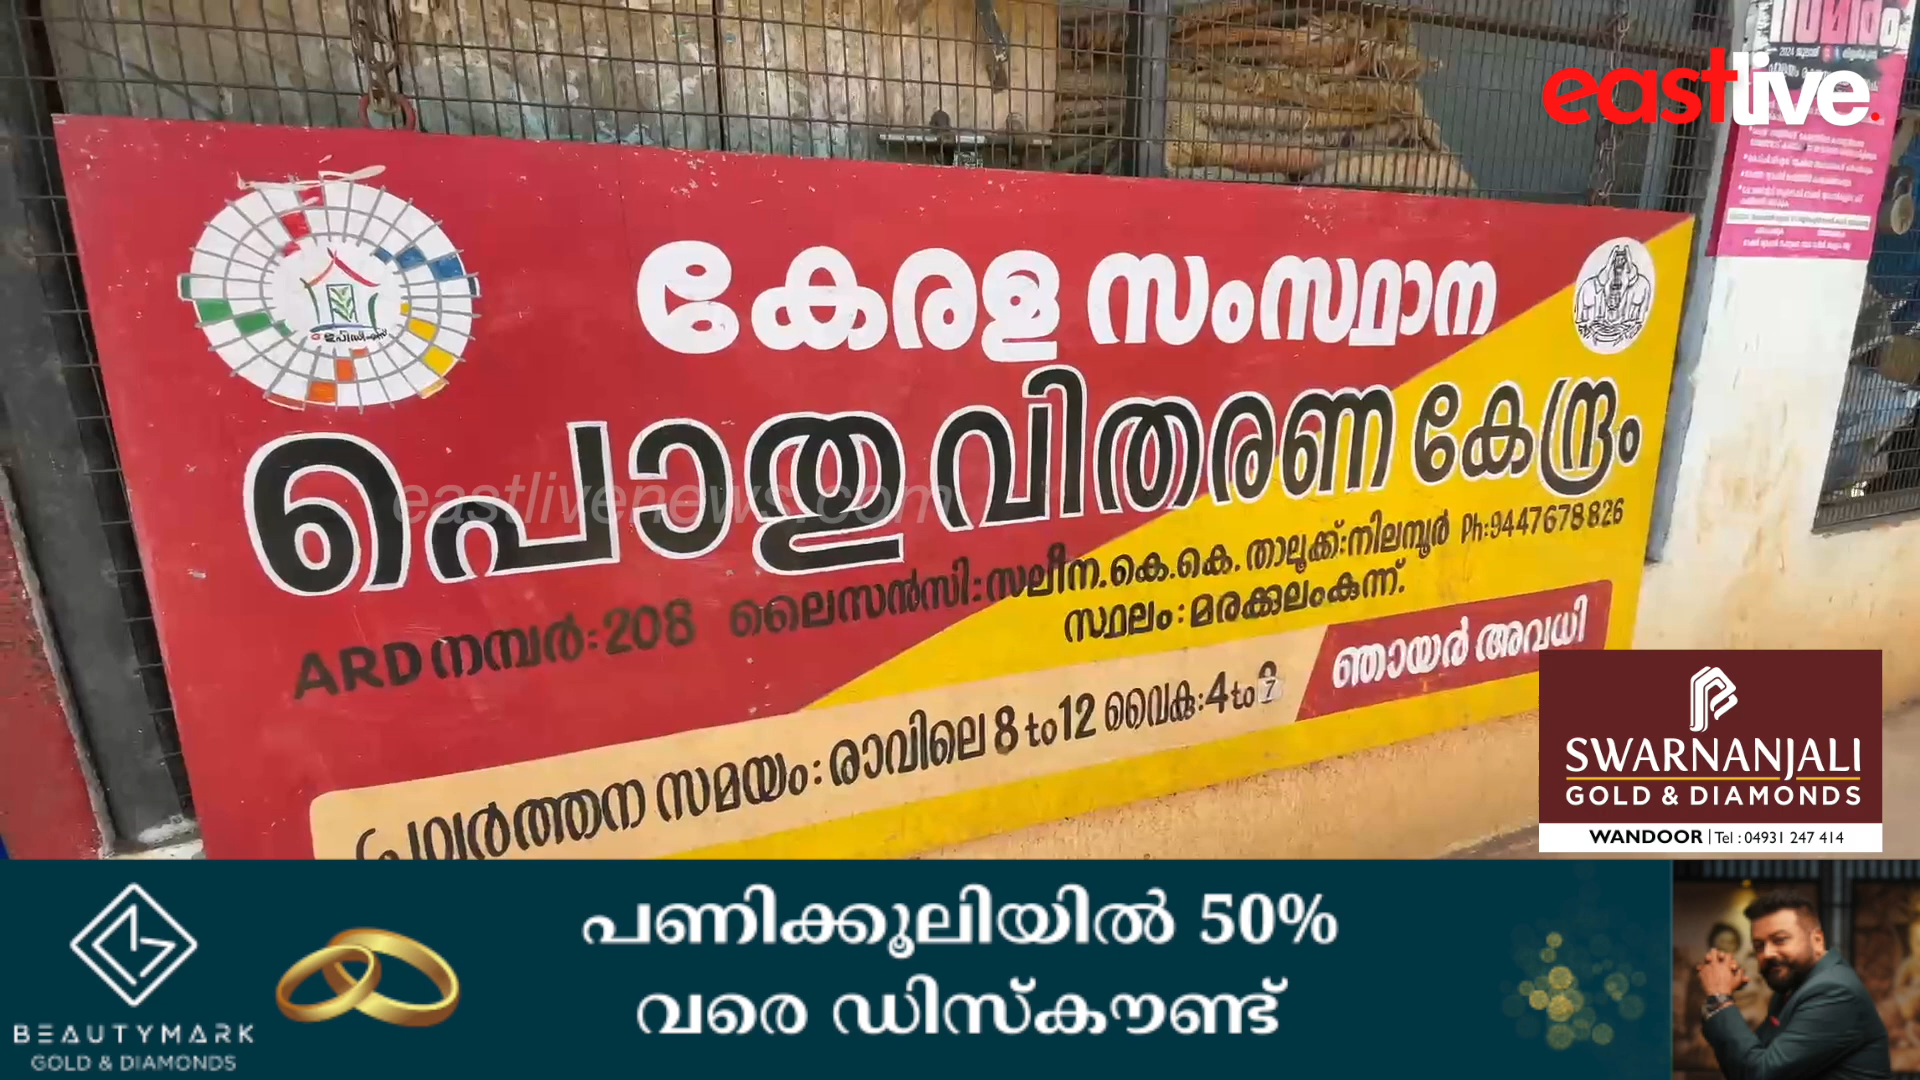 eastlive.
കേരള സംസ്ഥാന
പൊതുവിതരണ കേന്ദ്രം
eastlivenews.com
ARD നമ്പർ:208 ലൈസൻസി:സലീന.കെ.കെ. താലൂക്ക്:നിലമ്പൂർ Ph:9447678826
സ്ഥലം : മരക്കുലംകുന്ന്.
പ്രവർത്തന സമയം : രാവിലെ 8 to 12 വൈകു:4 to 7
ഞായർ അവധി
SWARNANJALI
GOLD & DIAMONDS
WANDOOR | Tel : 04931 247 414
BEAUTYMARK
GOLD & DIAMONDS
പണിക്കൂലിയിൽ 50%
വരെ ഡിസ്കൗണ്ട്